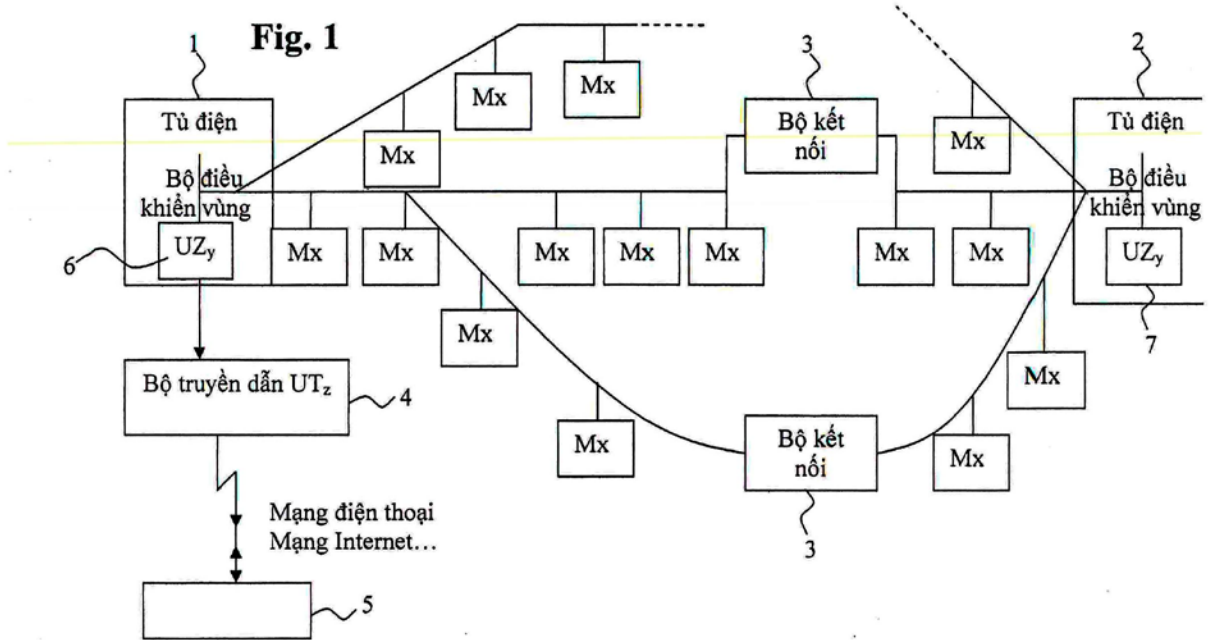 Fig. 1
1
2
3
Mx
Mx
Mx
Mx
Tủ điện
Bộ kết
nối
Tủ điện
Bộ điều
khiển vùng
Bộ điều
khiển vùng
6
UZy
Mx
Mx
Mx
Mx
Mx
Mx
Mx
UZy
7
Mx
Mx
Bộ truyền dẫn UTz
4
Mx
Bộ kết
nối
Mx
3
Mạng điện thoại
Mạng Internet…
5